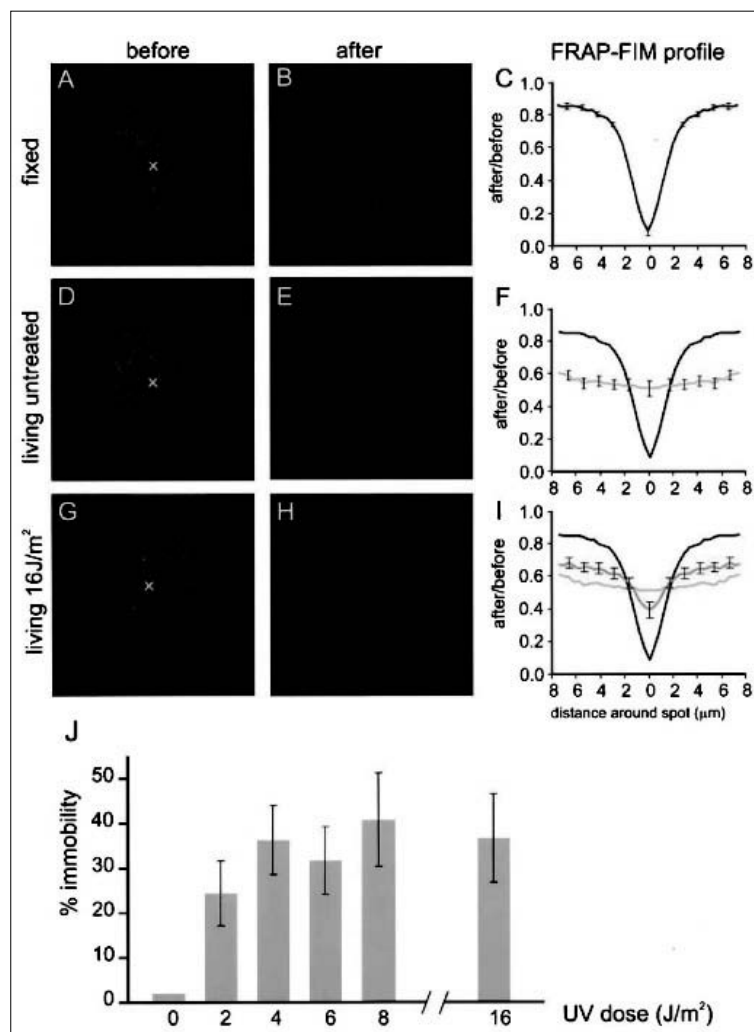 before after FRAP-FIM profile
fixed
A B C
after/before
1.0
0.8
0.6
0.4
0.2
0.0
8 6 4 2 0 2 4 6 8
living untreated
D E F
after/before
1.0
0.8
0.6
0.4
0.2
0.0
8 6 4 2 0 2 4 6 8
living 16J/m²
G H I
after/before
1.0
0.8
0.6
0.4
0.2
0.0
8 6 4 2 0 2 4 6 8
distance around spot (μm)
J
% immobility
50
40
30
20
10
0
0 2 4 6 8 16 UV dose (J/m²)